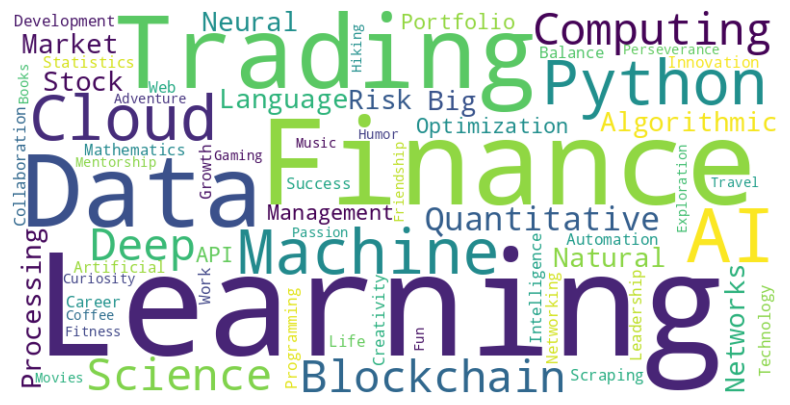 Development
Neural
Trading
Hiking
Portfolio
Computing
Market
Statistics
Balance
Perseverance
Innovation
Stock
Web
Python
Books
Cloud
Adventure
Language
Risk
Big
Algorithmic
Optimization
Collaboration
Mathematics
Mentorship
Growth
Gaming
Music
Humor
Finance
Data
Success
Friendship
Exploration
Travel
Management
Quantitative
AI
Passion
Deep
API
Machine
Automation
Natural
Processing
Artificial
Curiosity
Work
Intelligence
Networking
Leadership
Networks
Technology
Career
Coffee
Fitness
Learning
Programming
Life
Creativity
Fun
Movies
Science
Blockchain
Scraping